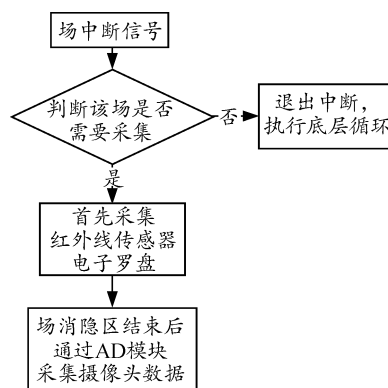 场中断信号
判断该场是否
需要采集
否
退出中断，
执行底层循环
是
首先采集
红外线传感器
电子罗盘
场消隐区结束后
通过AD模块
采集摄像头数据